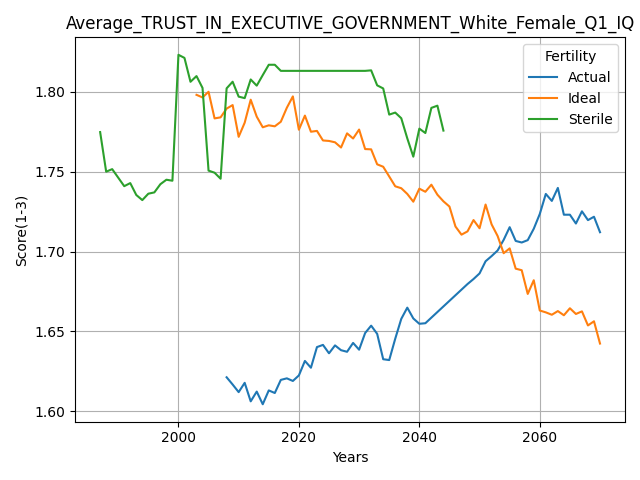 Average_TRUST_IN_EXECUTIVE_GOVERNMENT_White_Female_Q1_IQ
Fertility
Actual
Ideal
Sterile
Score(1-3)
1.80
1.75
1.70
1.65
1.60
2000
2020
2040
2060
Years